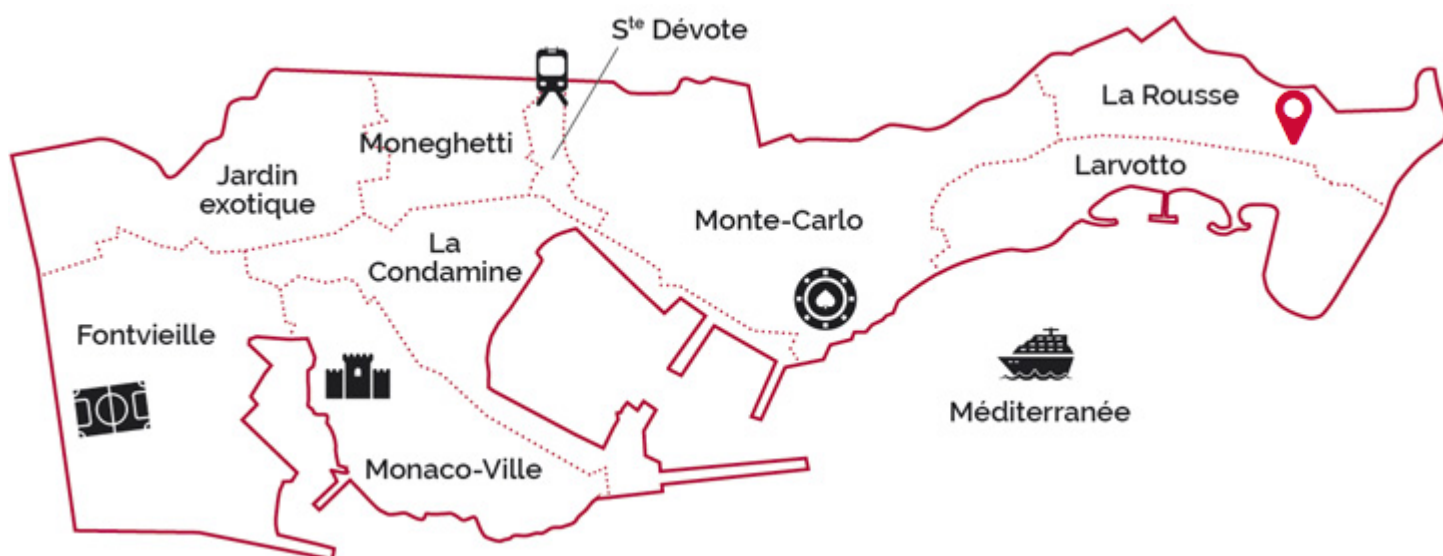 Sᵗᵉ Dévote
La Rousse
Moneghetti
Larvotto
Jardin
exotique
Monte-Carlo
La
Condamine
Fontvieille
Méditerranée
Monaco-Ville